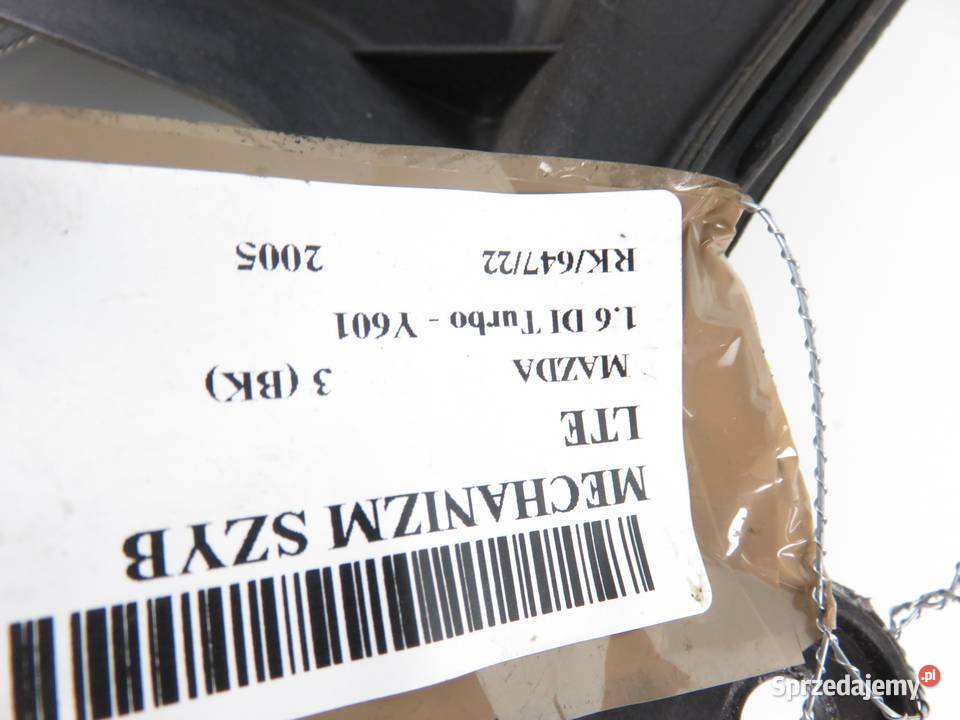 MECHANIZM SZYB
LTE
MAZDA 3 (BK)
1.6 DI Turbo - Y601
RK/647/22 2005
Sprzedajemy.pl